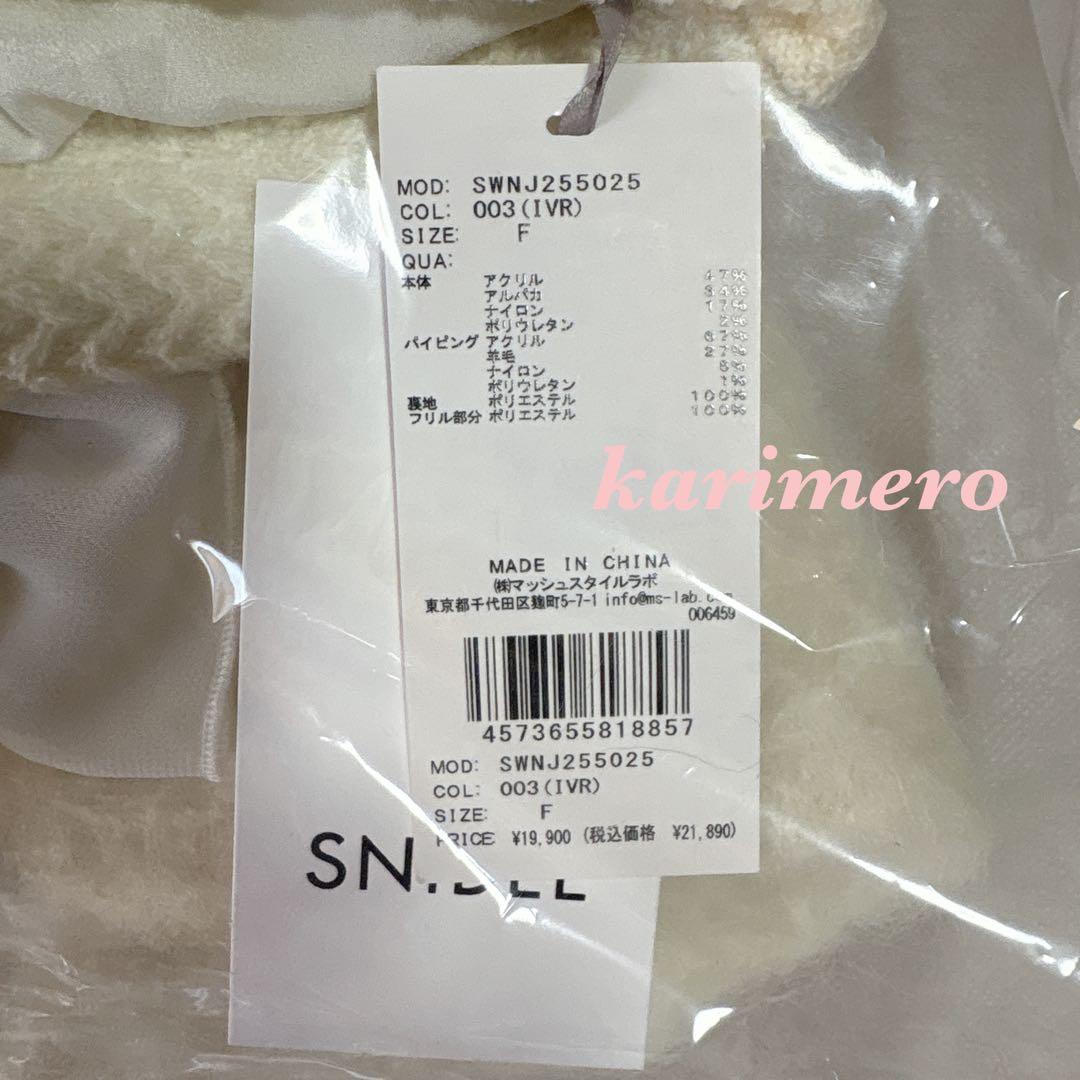 MOD: SWNJ255025
COL: 003(IVR)
SIZE: F
QUA:
本体 アクリル 47%
アルパカ 34%
ナイロン 17%
ポリウレタン 2%
パイピング アクリル 67%
羊毛 27%
ナイロン 5%
ポリウレタン 1%
裏地 ポリエステル 100%
フリル部分 ポリエステル 100%
karimero
MADE IN CHINA
㈱マッシュスタイルラボ
東京都千代田区麹町5-7-1 info@ms-lab.com
006459
4573655818857
MOD: SWNJ255025
COL: 003(IVR)
SIZE: F
PRICE: ¥19,900 (税込価格 ¥21,890)